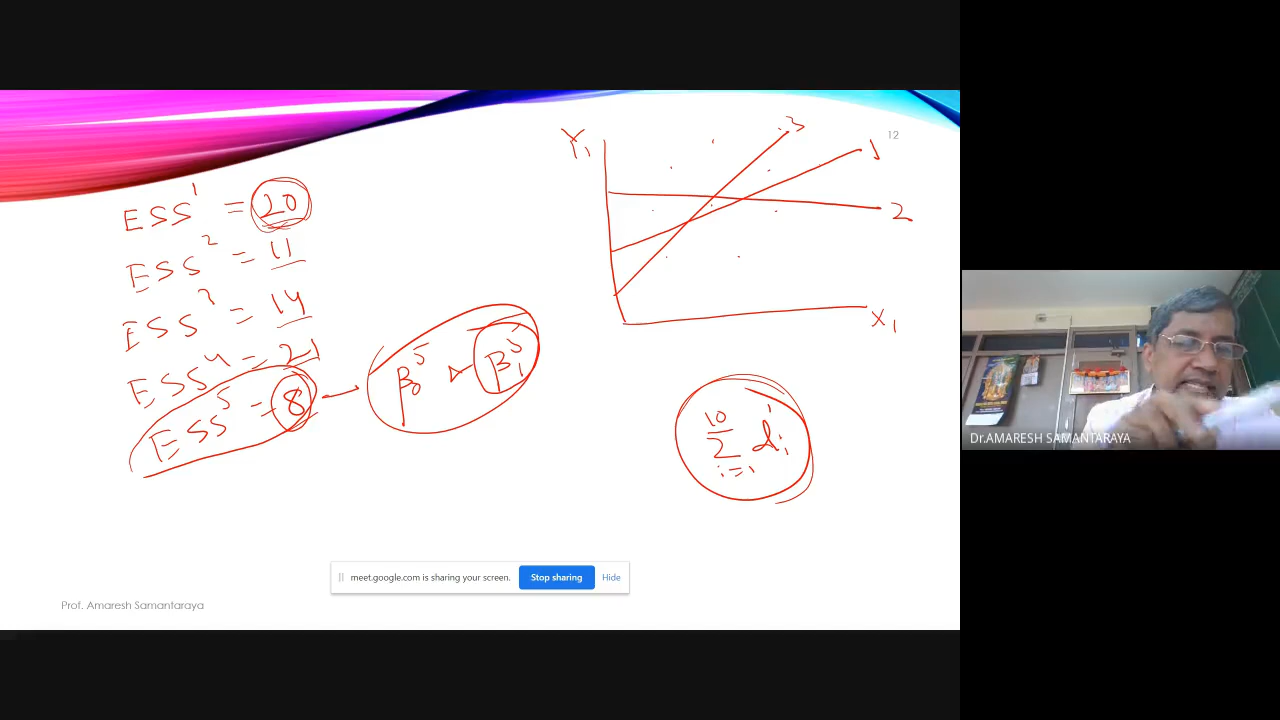 ESS¹ = 20
ESS² = 11
ESS³ = 14
ESS⁴ = 21
ESS⁵ = 8
β₀⁵ β₁⁵
Y₁
3
1
2
X₁
12
10
Σ
i=1
meet.google.com is sharing your screen. Stop sharing Hide
Prof. Amaresh Samantaraya
Dr.AMARESH SAMANTARAYA